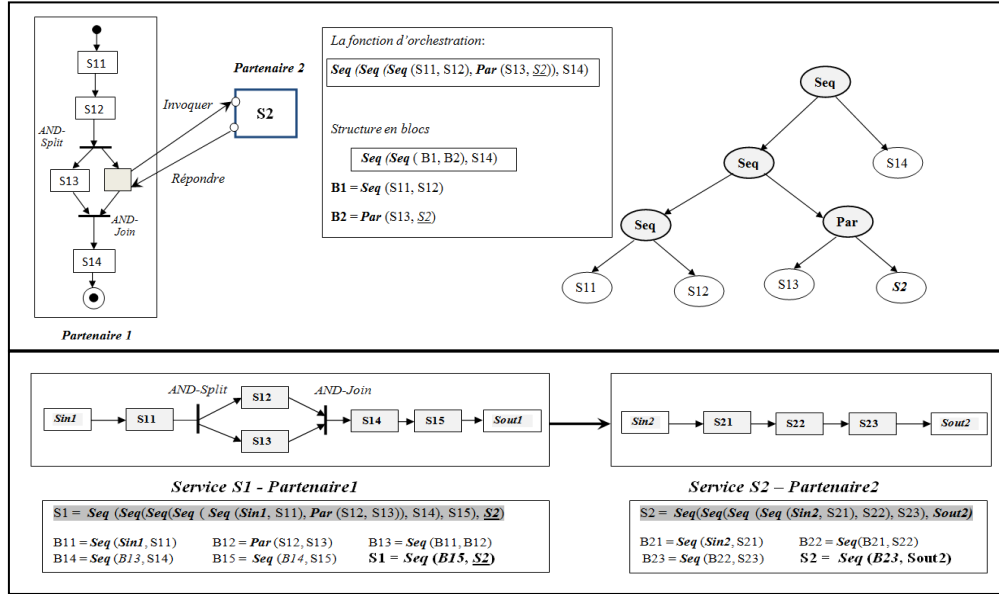 S11
S12
AND-
Split
S13
AND-
Join
S14
Partenaire 1
Partenaire 2
Invoquer
S2
Répondre
La fonction d’orchestration:
Seq (Seq (Seq (S11, S12), Par (S13, S2)), S14)
Structure en blocs
Seq (Seq ( B1, B2), S14)
B1 = Seq (S11, S12)
B2 = Par (S13, S2)
Seq
Seq
S14
Seq
Par
S11
S12
S13
S2
AND-Split
AND-Join
Sin1
S11
S12
S13
S14
S15
Sout1
Sin2
S21
S22
S23
Sout2
Service S1 - Partenaire1
S1 = Seq (Seq(Seq(Seq ( Seq (Sin1, S11), Par (S12, S13)), S14), S15), S2)
B11= Seq (Sin1, S11) B12= Par (S12, S13) B13= Seq (B11, B12)
B14= Seq (B13, S14) B15= Seq (B14, S15) S1 = Seq (B15, S2)
Service S2 – Partenaire2
S2 = Seq(Seq(Seq (Seq (Sin2, S21), S22), S23), Sout2)
B21= Seq (Sin2, S21) B22= Seq(B21, S22)
B23= Seq (B22, S23) S2 = Seq (B23, Sout2)